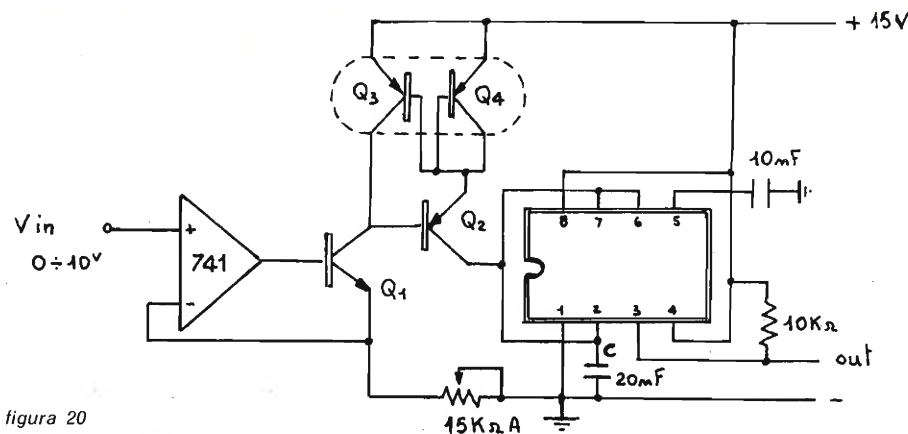 + 15V
Q3
Q4
10mF
Vin
0÷10V
+
741
-
Q1
Q2
8 7 6 5
1 2 3 4
C
20mF
10KΩ
out
-
15KΩ A
figura 20